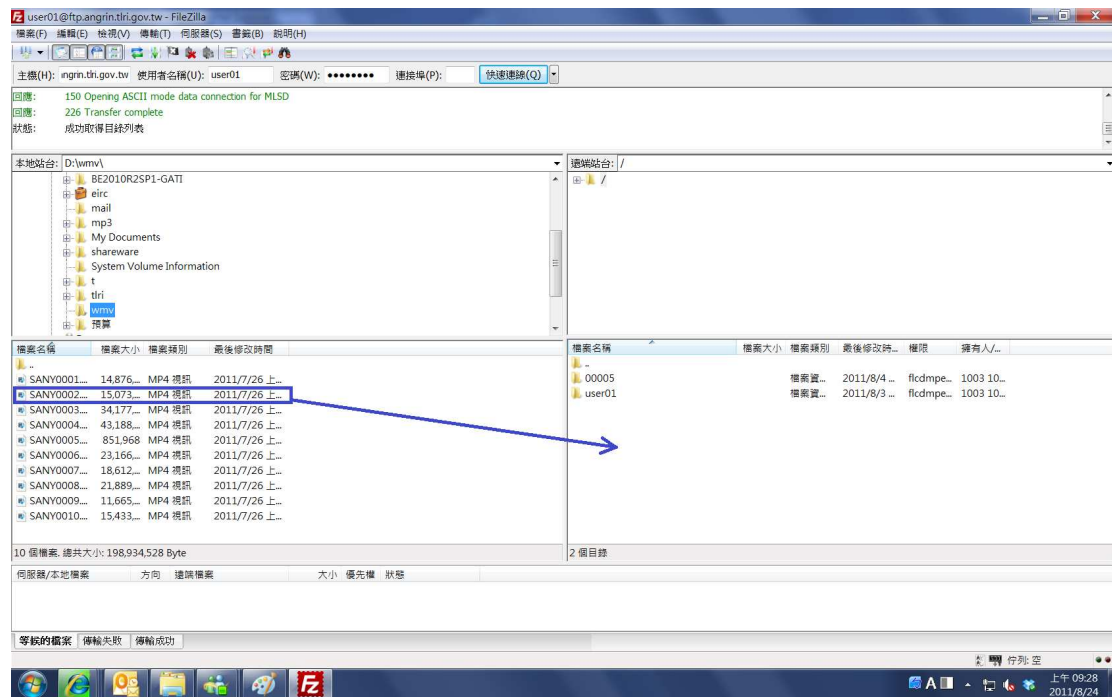 user01@ftp.angrin.tlri.gov.tw - FileZilla
檔案(F) 編輯(E) 檢視(V) 傳輸(T) 伺服器(S) 書籤(B) 說明(H)
主機(H): ingrin.tlri.gov.tw 使用者名稱(U): user01 密碼(W): ●●●●●●●● 連接埠(P): 快速連線(Q)
回應: 150 Opening ASCII mode data connection for MLSD
回應: 226 Transfer complete
狀態: 成功取得目錄列表
本地站台: D:\wmv\ 遠端站台: /
BE2010R2SP1-GATI /
eirc
mail
mp3
My Documents
shareware
System Volume Information
t
tlri
wmv
預算
檔案名稱 檔案大小 檔案類別 最後修改時間 檔案名稱 檔案大小 檔案類別 最後修改時... 權限 擁有人/...
.. ..
SANY0001.... 14,876,... MP4 視訊 2011/7/26 上... 00005 檔案資... 2011/8/4 ... flcdmpe... 1003 10...
SANY0002.... 15,073,... MP4 視訊 2011/7/26 上... user01 檔案資... 2011/8/3 ... flcdmpe... 1003 10...
SANY0003.... 34,177,... MP4 視訊 2011/7/26 上...
SANY0004.... 43,188,... MP4 視訊 2011/7/26 上...
SANY0005.... 851,968 MP4 視訊 2011/7/26 上...
SANY0006.... 23,166,... MP4 視訊 2011/7/26 上...
SANY0007.... 18,612,... MP4 視訊 2011/7/26 上...
SANY0008.... 21,889,... MP4 視訊 2011/7/26 上...
SANY0009.... 11,665,... MP4 視訊 2011/7/26 上...
SANY0010.... 15,433,... MP4 視訊 2011/7/26 上...
10 個檔案. 總共大小: 198,934,528 Byte 2 個目錄
伺服器/本地檔案 方向 遠端檔案 大小 優先權 狀態
等候的檔案 傳輸失敗 傳輸成功
佇列: 空
A 上午 09:28
2011/8/24